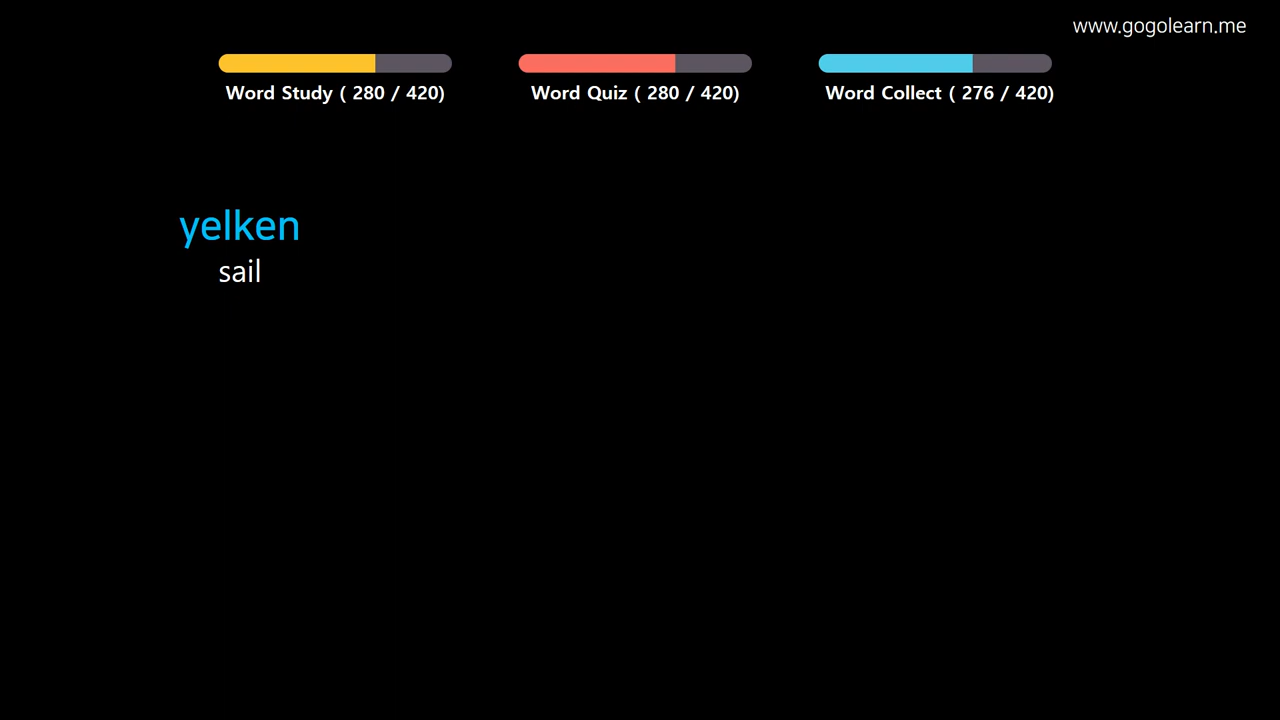 www.gogolearn.me
Word Study ( 280 / 420)
Word Quiz ( 280 / 420)
Word Collect ( 276 / 420)
yelken
sail